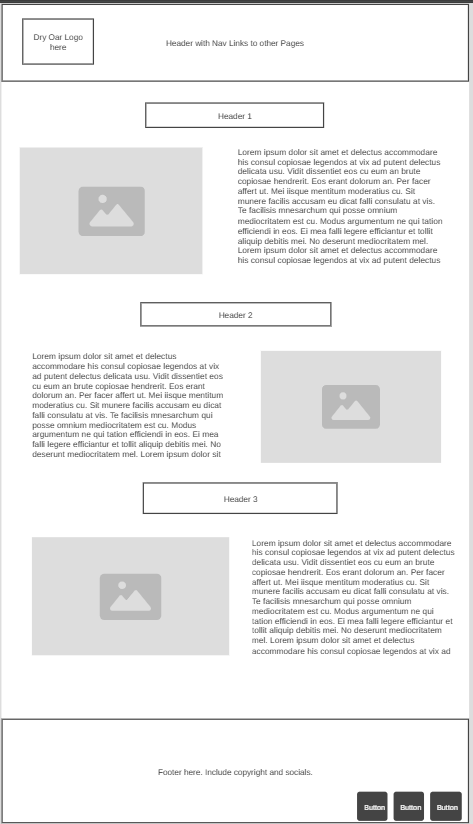 Dry Oar Logo
here
Header with Nav Links to other Pages
Header 1
Lorem ipsum dolor sit amet et delectus accommodare
his consul copiosae legendos at vix ad putent delectus
delicata usu. Vidit dissentiet eos cu eum an brute
copiosae hendrerit. Eos erant dolorum an. Per facer
affert ut. Mei iisque mentitum moderatius cu. Sit
munere facilis accusam eu dicat falli consulatu at vis.
Te facilisis mnesarchum qui posse omnium
mediocritatem est cu. Modus argumentum ne qui tation
efficiendi in eos. Ei mea falli legere efficiantur et tollit
aliquip debitis mei. No deserunt mediocritatem mel.
Lorem ipsum dolor sit amet et delectus accommodare
his consul copiosae legendos at vix ad putent delectus
Header 2
Lorem ipsum dolor sit amet et delectus
accommodare his consul copiosae legendos at vix
ad putent delectus delicata usu. Vidit dissentiet eos
cu eum an brute copiosae hendrerit. Eos erant
dolorum an. Per facer affert ut. Mei iisque mentitum
moderatius cu. Sit munere facilis accusam eu dicat
falli consulatu at vis. Te facilisis mnesarchum qui
posse omnium mediocritatem est cu. Modus
argumentum ne qui tation efficiendi in eos. Ei mea
falli legere efficiantur et tollit aliquip debitis mei. No
deserunt mediocritatem mel. Lorem ipsum dolor sit
Header 3
Lorem ipsum dolor sit amet et delectus accommodare
his consul copiosae legendos at vix ad putent delectus
delicata usu. Vidit dissentiet eos cu eum an brute
copiosae hendrerit. Eos erant dolorum an. Per facer
affert ut. Mei iisque mentitum moderatius cu. Sit
munere facilis accusam eu dicat falli consulatu at vis.
Te facilisis mnesarchum qui posse omnium
mediocritatem est cu. Modus argumentum ne qui
tation efficiendi in eos. Ei mea falli legere efficiantur et
tollit aliquip debitis mei. No deserunt mediocritatem
mel. Lorem ipsum dolor sit amet et delectus
accommodare his consul copiosae legendos at vix ad
Footer here. Include copyright and socials.
Button Button Button